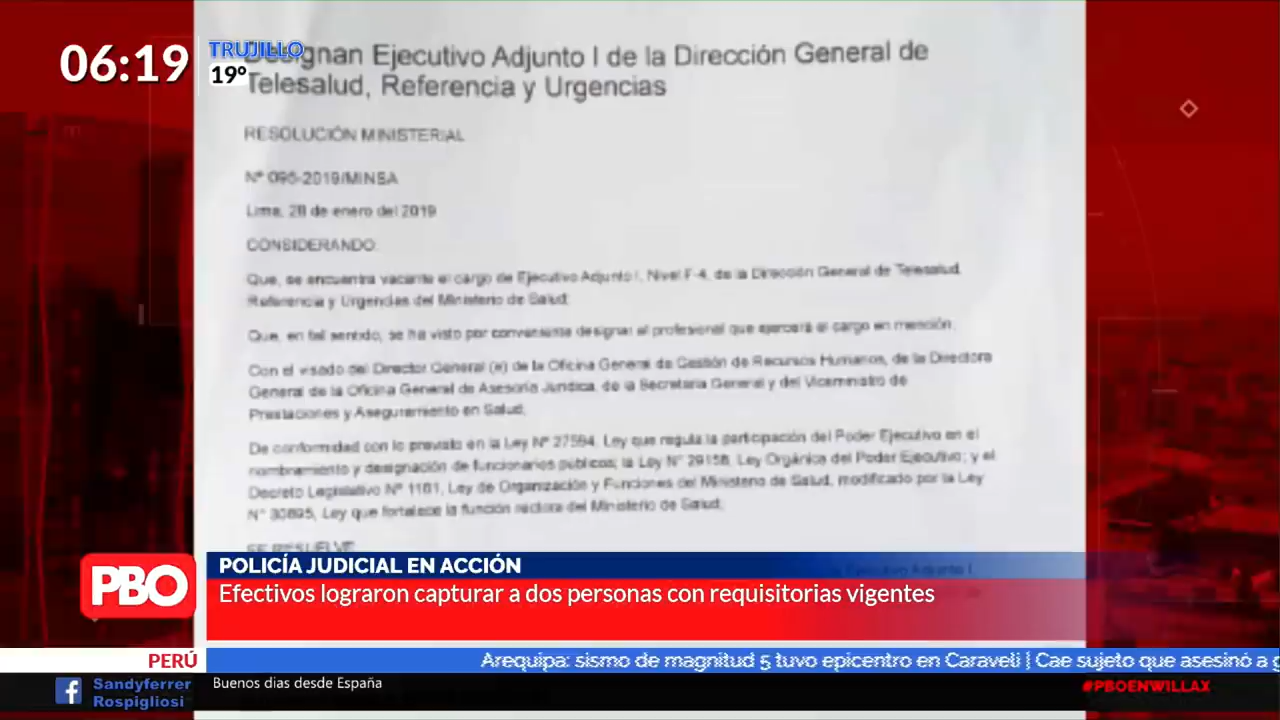 06:19
TRUJILLO
19°
Ejecutivo Adjunto I de la Dirección General de
Telesalud, Referencia y Urgencias
RESOLUCIÓN MINISTERIAL
N° 095-2019/MINSA
Lima, 28 de enero del 2019
CONSIDERANDO:
Que, se encuentra vacante el cargo de Ejecutivo Adjunto I, Nivel F-4, de la Dirección General de Telesalud,
Referencia y Urgencias del Ministerio de Salud;
Que, en tal sentido, se ha visto por conveniente designar al profesional que ejercerá el cargo en mención;
Con el visado del Director General (e) de la Oficina General de Gestión de Recursos Humanos, de la Directora
General de la Oficina General de Asesoría Jurídica, de la Secretaria General y del Viceministro de
Prestaciones y Aseguramiento en Salud;
De conformidad con lo previsto en la Ley N° 27594, Ley que regula la participación del Poder Ejecutivo en el
nombramiento y designación de funcionarios públicos; la Ley N° 29158, Ley Orgánica del Poder Ejecutivo; y el
Decreto Legislativo N° 1161, Ley de Organización y Funciones del Ministerio de Salud, modificado por la Ley
N° 30895, Ley que fortalece la función rectora del Ministerio de Salud;
SE RESUELVE
POLICÍA JUDICIAL EN ACCIÓN
PBO
Efectivos lograron capturar a dos personas con requisitorias vigentes
PERÚ
Arequipa: sismo de magnitud 5 tuvo epicentro en Caravelí | Cae sujeto que asesinó a
Sandyferrer
Rospigliosi
Buenos dias desde España
#PBOENWILLAX